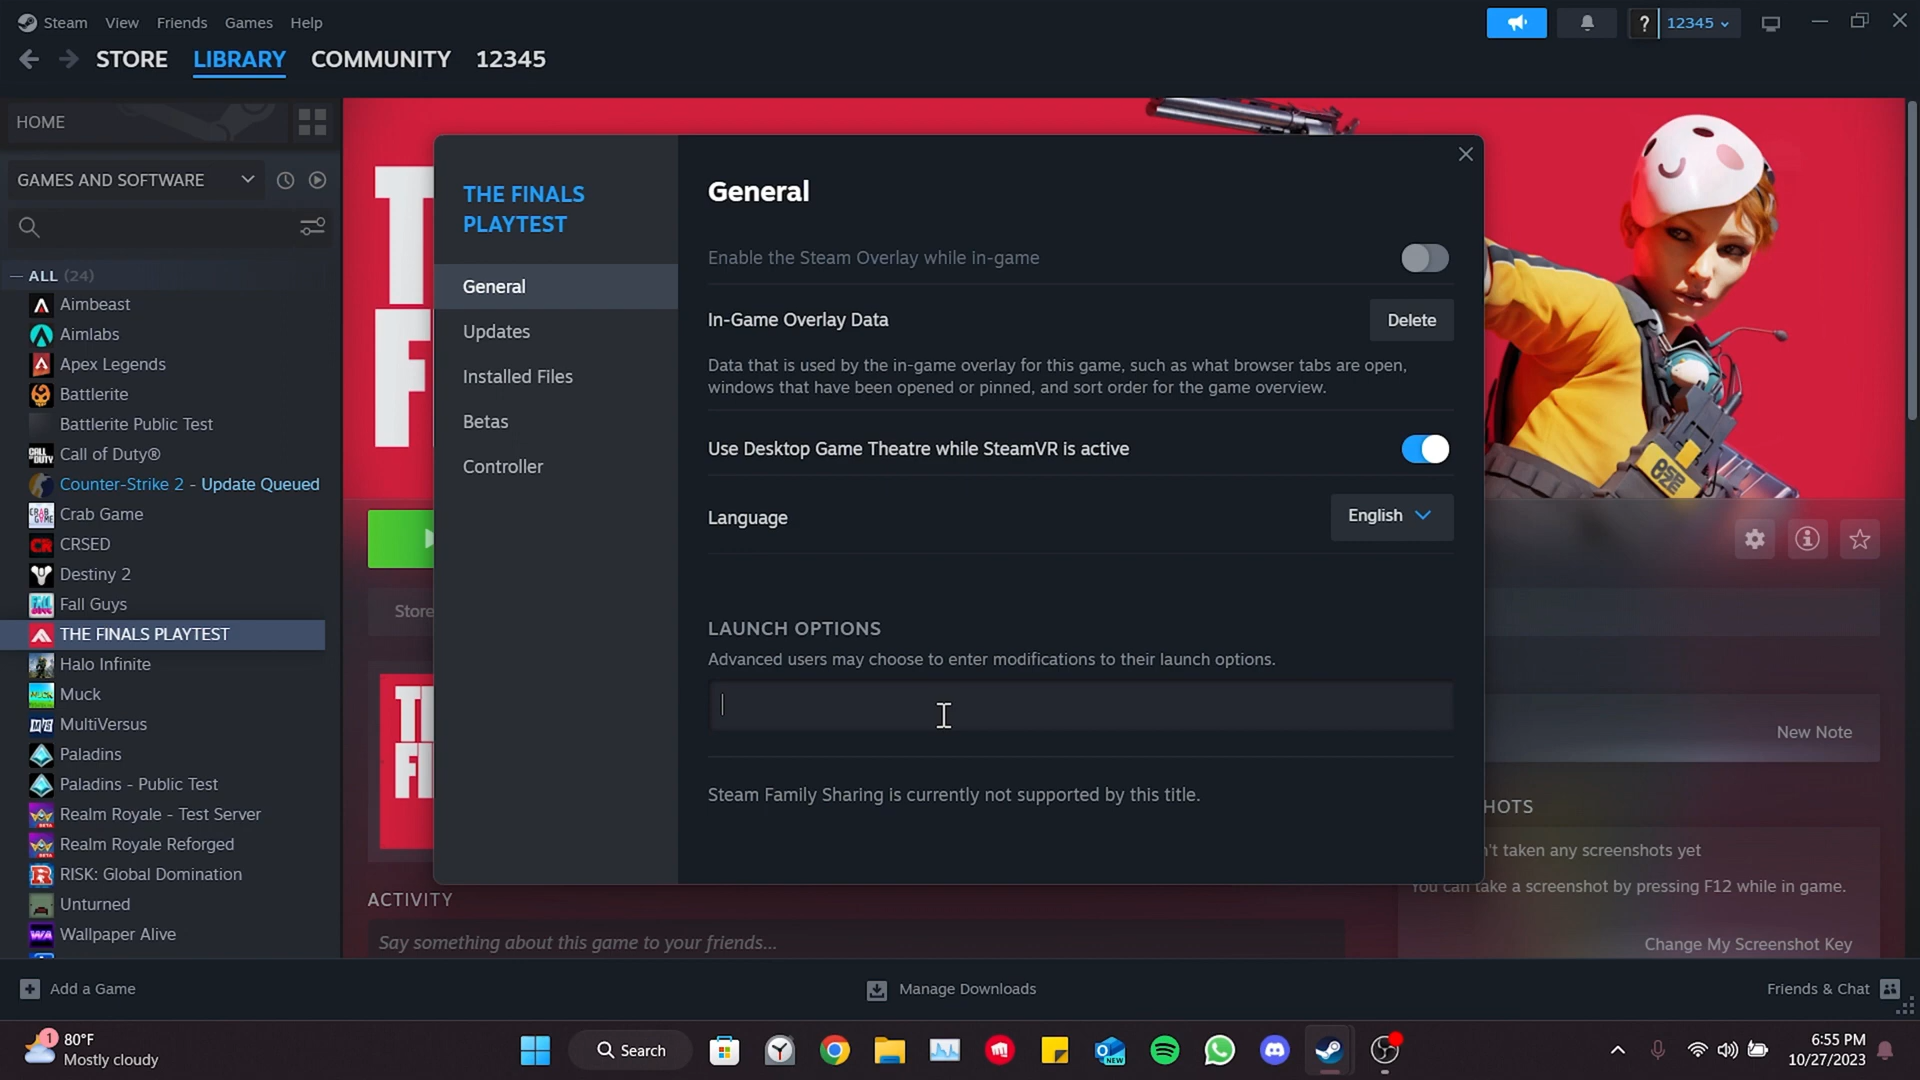 Steam View Friends Games Help
? 12345
STORE LIBRARY COMMUNITY 12345
HOME
GAMES AND SOFTWARE
— ALL (24)
Aimbeast
Aimlabs
Apex Legends
Battlerite
Battlerite Public Test
Call of Duty®
Counter-Strike 2 - Update Queued
Crab Game
CRSED
Destiny 2
Fall Guys
THE FINALS PLAYTEST
Halo Infinite
Muck
MultiVersus
Paladins
Paladins - Public Test
Realm Royale - Test Server
Realm Royale Reforged
RISK: Global Domination
Unturned
Wallpaper Alive
THE FINALS
PLAYTEST
General
Updates
Installed Files
Betas
Controller
General
Enable the Steam Overlay while in-game
In-Game Overlay Data
Delete
Data that is used by the in-game overlay for this game, such as what browser tabs are open,
windows that have been opened or pinned, and sort order for the game overview.
Use Desktop Game Theatre while SteamVR is active
Language
English
LAUNCH OPTIONS
Advanced users may choose to enter modifications to their launch options.
Steam Family Sharing is currently not supported by this title.
Store
New Note
HOTS
't taken any screenshots yet
You can take a screenshot by pressing F12 while in game.
Change My Screenshot Key
ACTIVITY
Say something about this game to your friends...
Add a Game
Manage Downloads
Friends & Chat
1
80°F
Mostly cloudy
Search
NEW
6:55 PM
10/27/2023